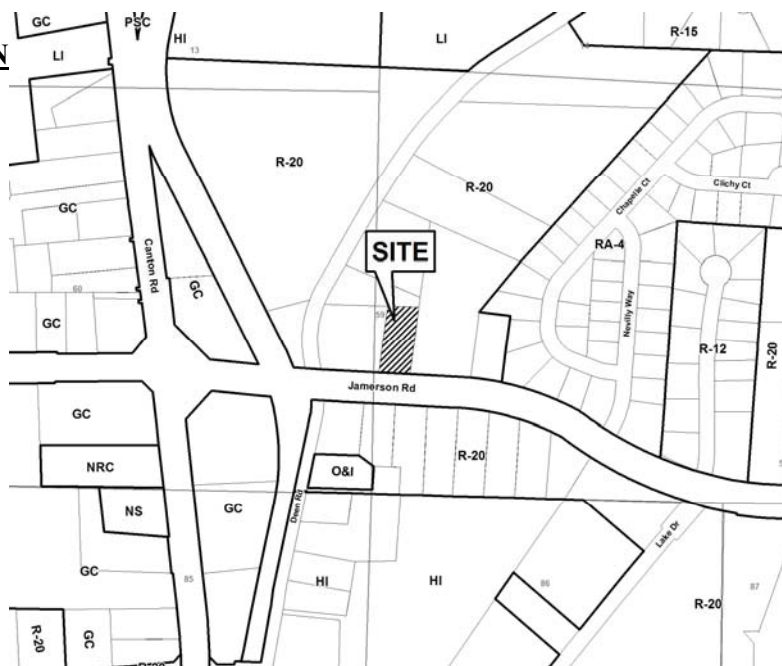 GC
PSC
HI
13
LI
R-15
14
N
LI
R-20
R-20
GC
Chapelle Ct
Clichy Ct
SITE
RA-4
Canton Rd
60
GC
59
Nevilly Way
GC
R-12
R-20
Jamerson Rd
GC
R-20
NRC
O&I
NS
GC
Deen Rd
Lake Dr
GC
85
HI
HI
86
87
R-20
R-20
GC